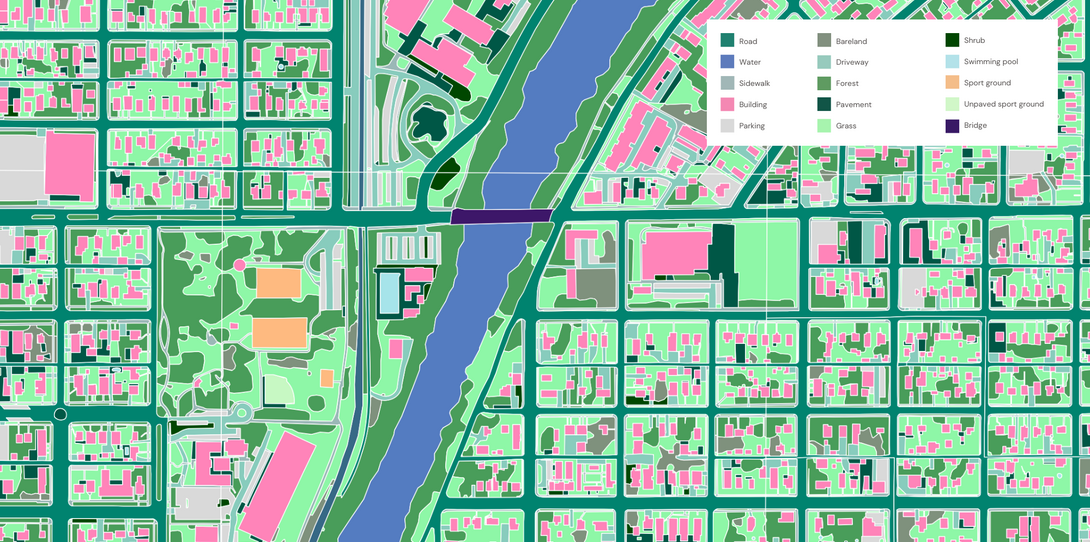 Road
Water
Sidewalk
Building
Parking
Bareland
Driveway
Forest
Pavement
Grass
Shrub
Swimming pool
Sport ground
Unpaved sport ground
Bridge